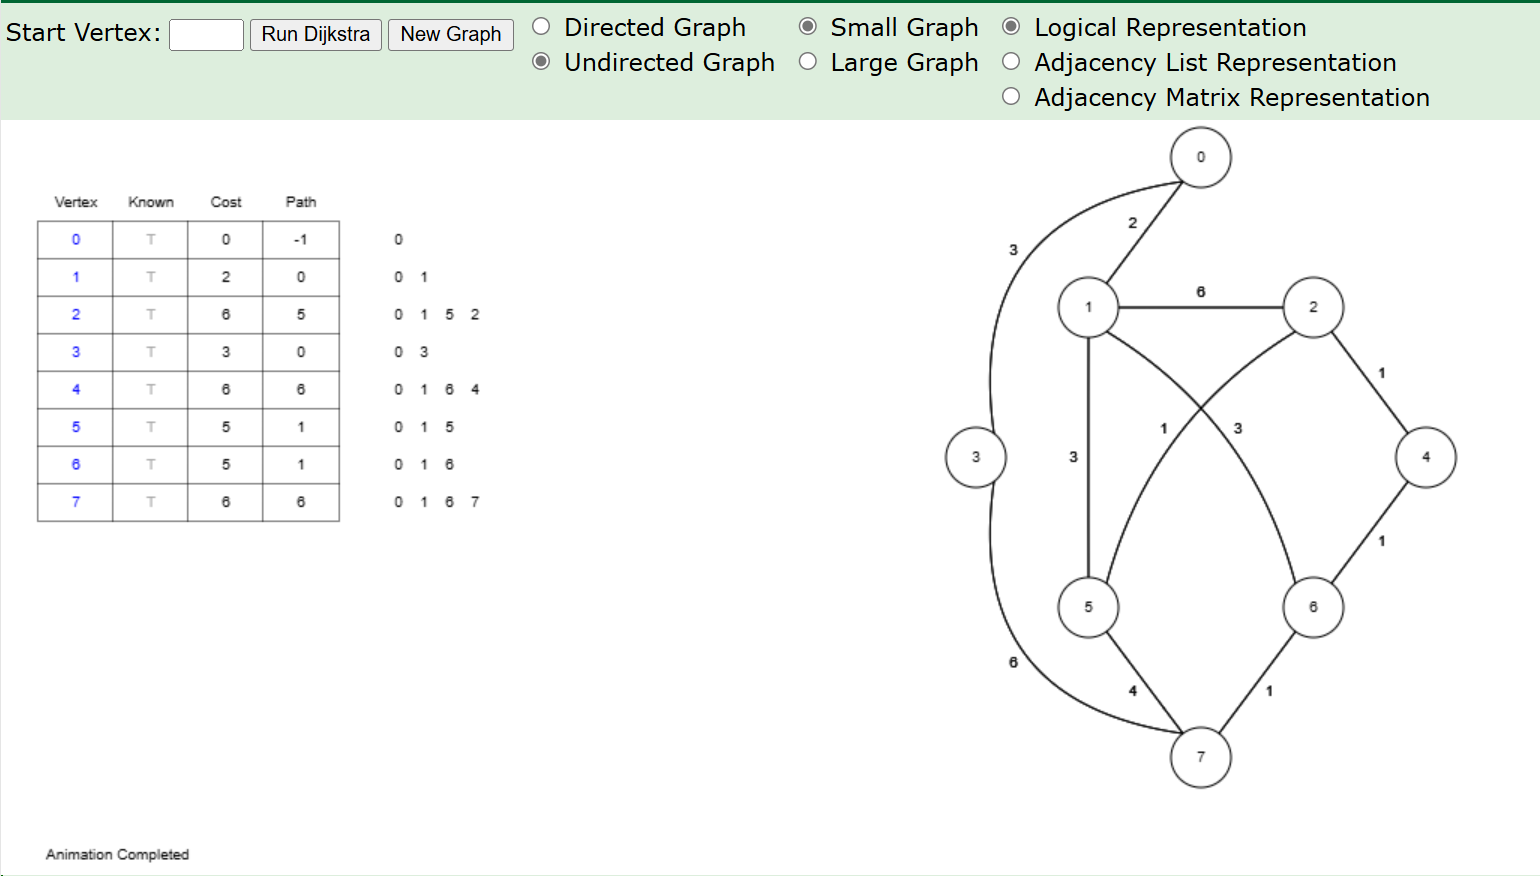 Start Vertex: Run Dijkstra New Graph Directed Graph Small Graph Logical Representation
Undirected Graph Large Graph Adjacency List Representation
Adjacency Matrix Representation
Vertex Known Cost Path
0 T 0 -1 0
1 T 2 0 0 1
2 T 6 5 0 1 5 2
3 T 3 0 0 3
4 T 6 6 0 1 6 4
5 T 5 1 0 1 5
6 T 5 1 0 1 6
7 T 6 6 0 1 6 7
0
2
3
6
1 2
1
1 3
3 3 4
1
5 6
6
4 1
7
Animation Completed